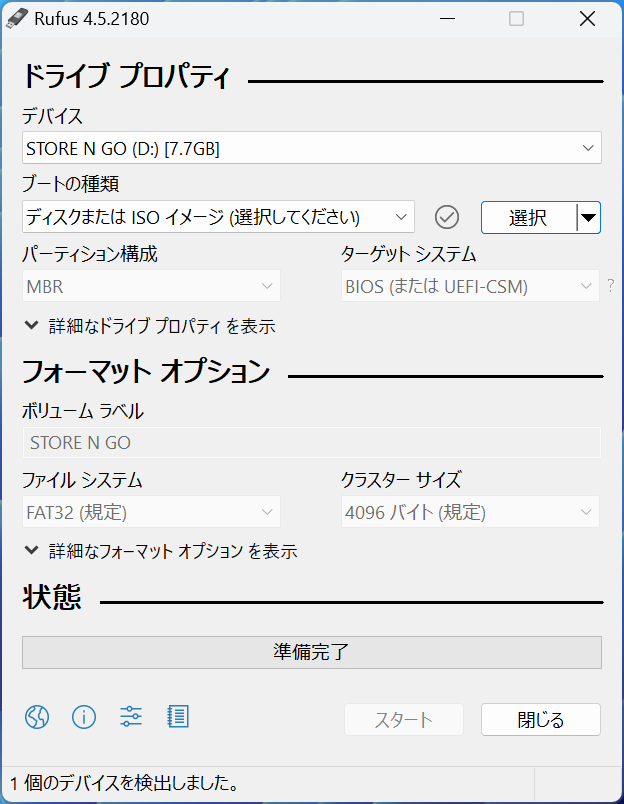 Rufus 4.5.2180
ドライブ プロパティ
デバイス
STORE N GO (D:) [7.7GB]
ブートの種類
ディスクまたは ISO イメージ (選択してください)
選択
パーティション構成
ターゲット システム
MBR
BIOS (または UEFI-CSM)
?
詳細なドライブ プロパティ を表示
フォーマット オプション
ボリューム ラベル
STORE N GO
ファイル システム
クラスター サイズ
FAT32 (規定)
4096 バイト (規定)
詳細なフォーマット オプション を表示
状態
準備完了
スタート
閉じる
1 個のデバイスを検出しました。